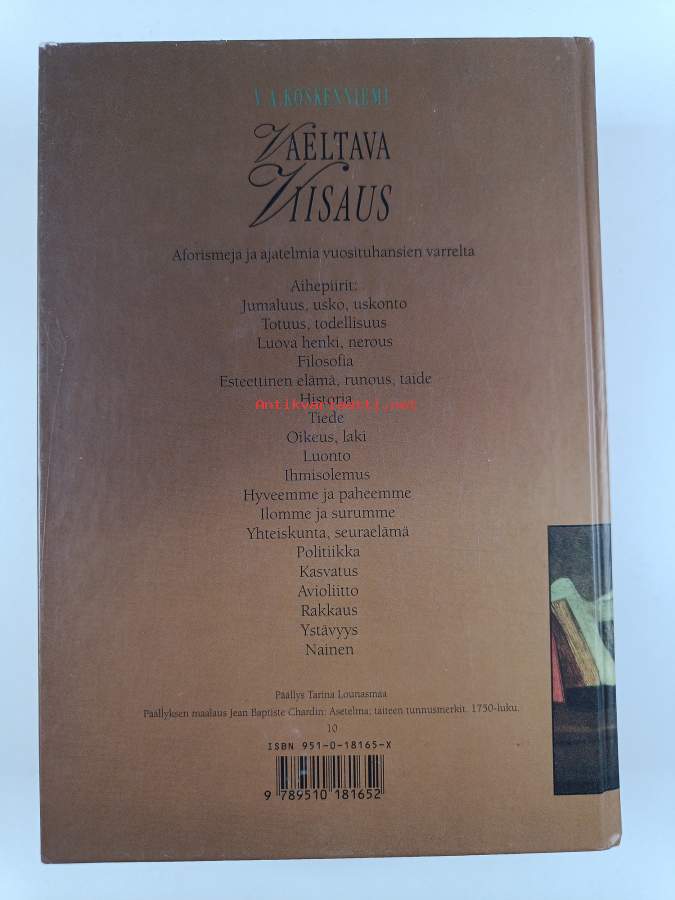 V. A. KOSKENNIEMI
VAELTAVA
VIISAUS
Aforismeja ja ajatelmia vuosituhansien varrelta
Aihepiirit:
Jumaluus, usko, uskonto
Totuus, todellisuus
Luova henki, nerous
Filosofia
Esteettinen elämä, runous, taide
Historia
Antikvariaatti.net
Tiede
Oikeus, laki
Luonto
Ihmisolemus
Hyveemme ja paheemme
Ilomme ja surumme
Yhteiskunta, seuraelämä
Politiikka
Kasvatus
Avioliitto
Rakkaus
Ystävyys
Nainen
Päällys Tarina Lounasmaa
Päällyksen maalaus Jean Baptiste Chardin: Asetelma; taiteen tunnusmerkit. 1750-luku.
10
ISBN 951-0-18165-X
9 789510 181652